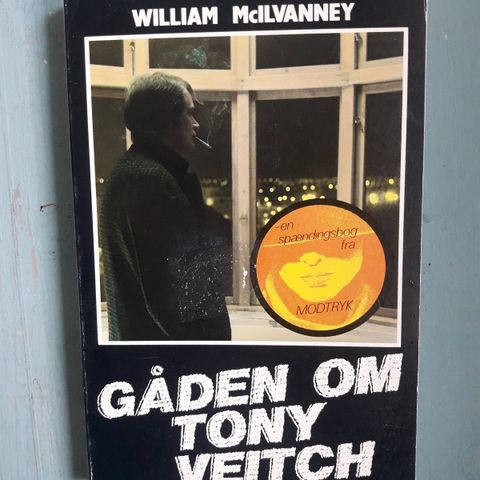 WILLIAM McILVANNEY
-en
spændingsbog
fra
MODTRYK
GÅDEN OM
TONY
VEITCH